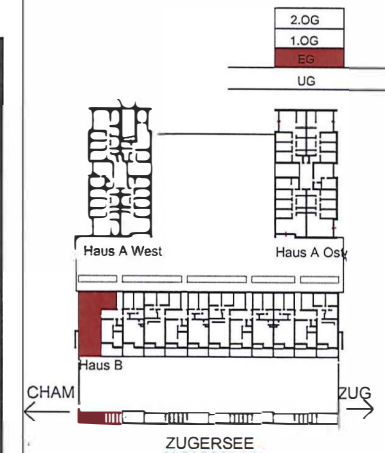 2.OG
1.OG
EG
UG
Haus A West
Haus A Ost
Haus B
CHAM
ZUG
ZUGERSEE